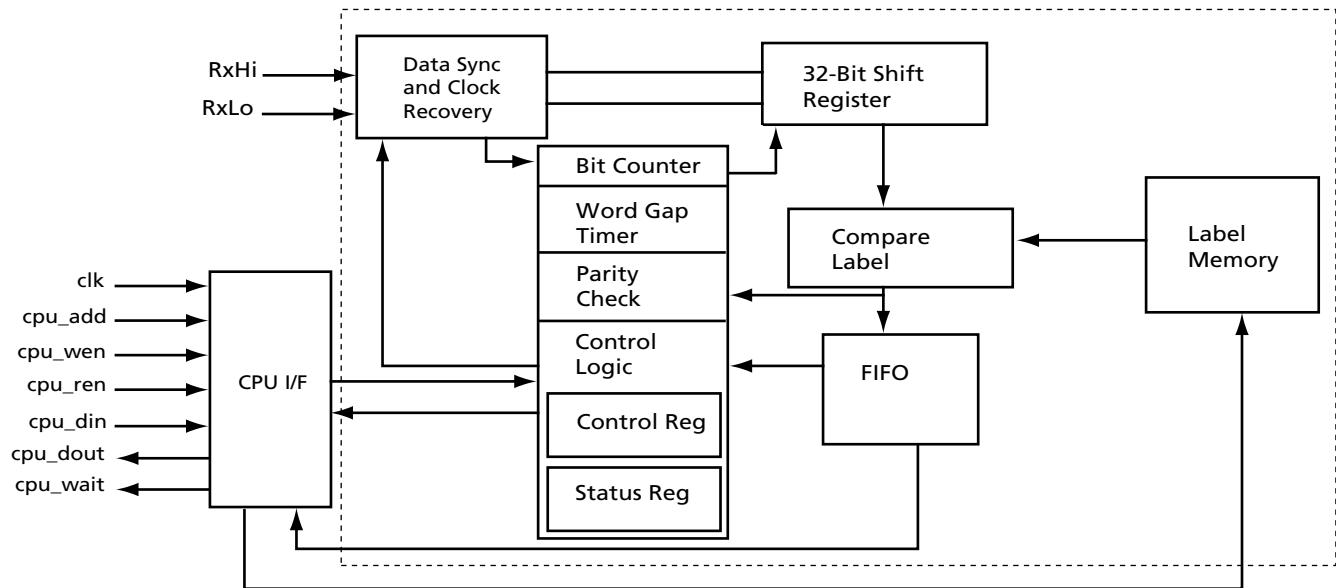 RxHi
RxLo
Data Sync
and Clock
Recovery
32-Bit Shift
Register
Bit Counter
Word Gap
Timer
Parity
Check
Control
Logic
Control Reg
Status Reg
Compare
Label
Label
Memory
FIFO
clk
cpu_add
cpu_wen
cpu_ren
cpu_din
cpu_dout
cpu_wait
CPU I/F